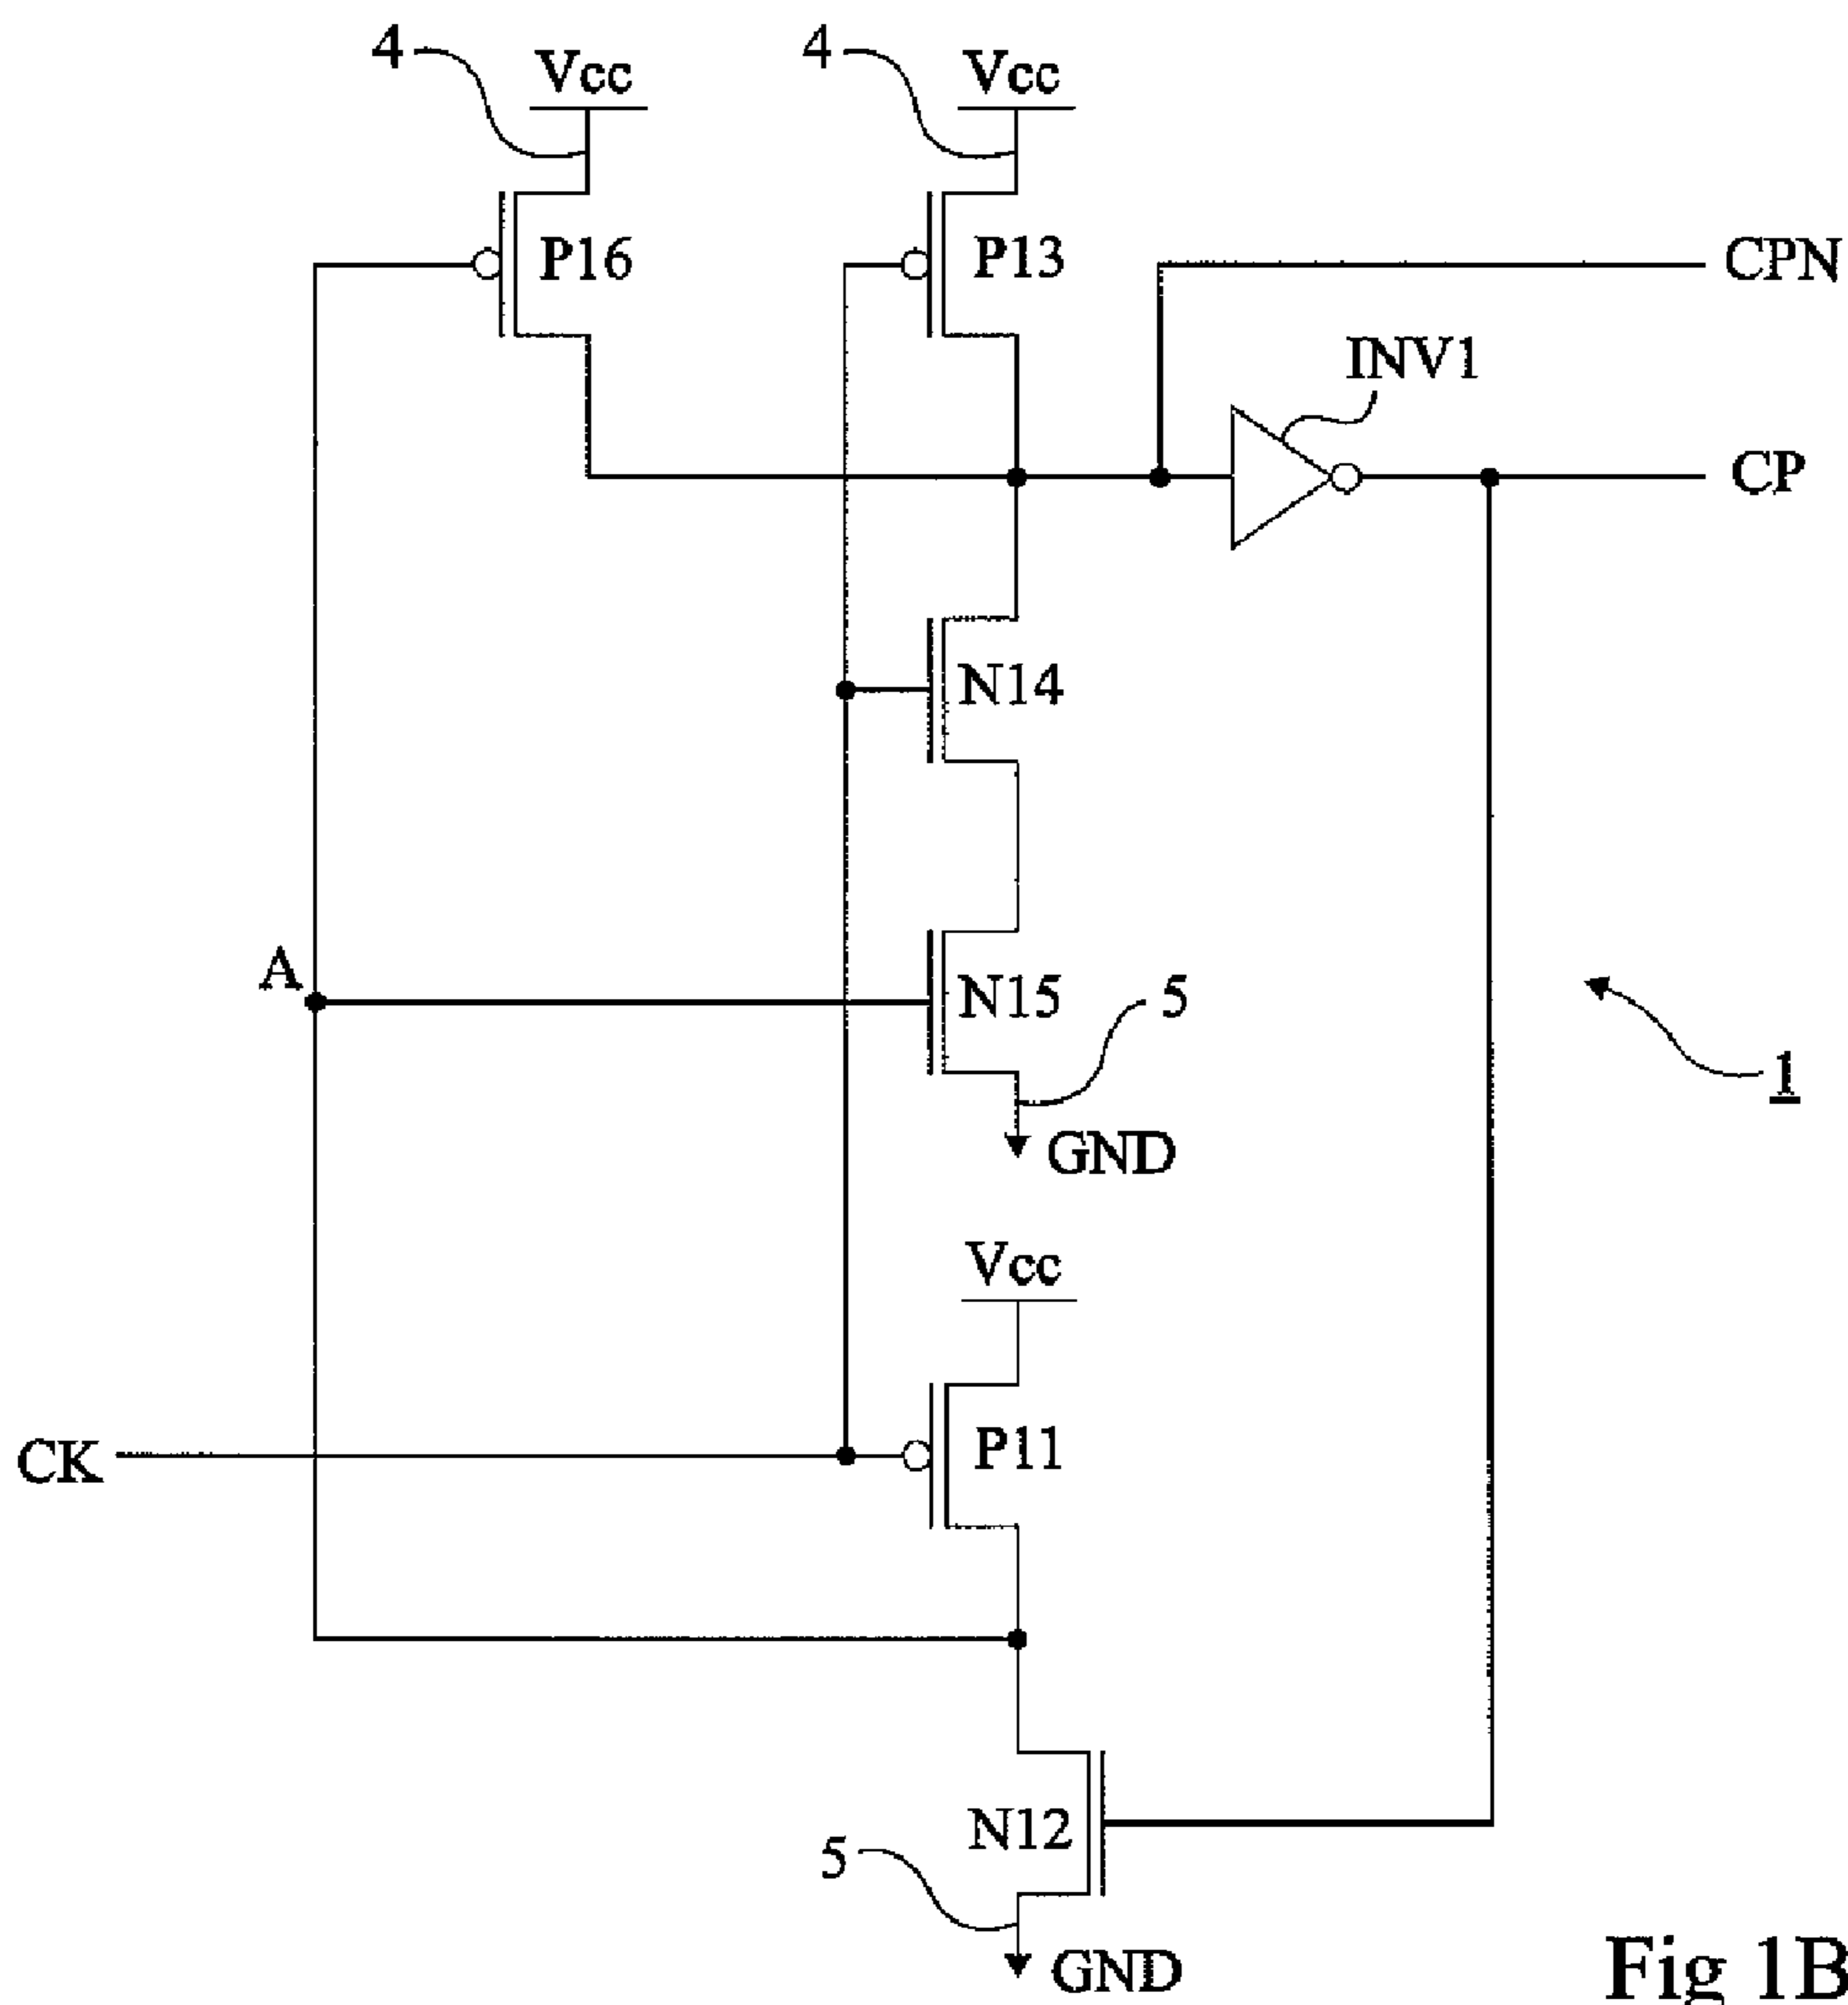 4
Vcc
4
Vcc
P16
P13
CPN
INV1
CP
N14
A
N15
5
1
GND
Vcc
CK
P11
N12
5
GND
Fig 1B